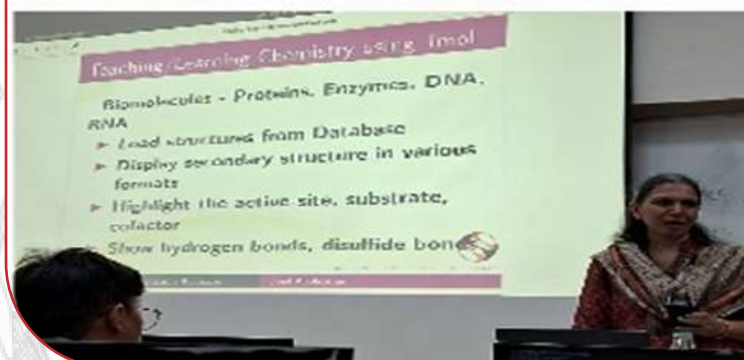 Teaching/Learning Chemistry using Jmol
Biomolecules - Proteins, Enzymes, DNA,
RNA
► Load structures from Database
► Display secondary structure in various
formats
► Highlight the active site, substrate,
cofactor
► Show hydrogen bonds, disulfide bonds